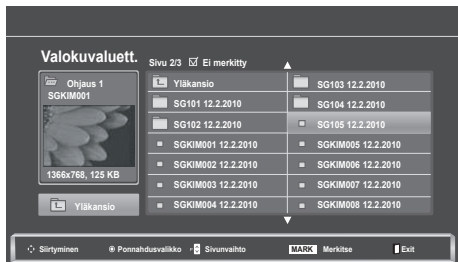 Valokuvaluett.
Sivu 2/3 Ei merkitty
Ohjaus 1
SGKIM001
1366x768, 125 KB
Yläkansio
Yläkansio
SG101 12.2.2010
SG102 12.2.2010
SGKIM001 12.2.2010
SGKIM002 12.2.2010
SGKIM003 12.2.2010
SGKIM004 12.2.2010
SG103 12.2.2010
SG104 12.2.2010
SG105 12.2.2010
SGKIM005 12.2.2010
SGKIM006 12.2.2010
SGKIM007 12.2.2010
SGKIM008 12.2.2010
Siirtyminen Ponnahdusvalikko Sivunvaihto MARK Merkitse Exit